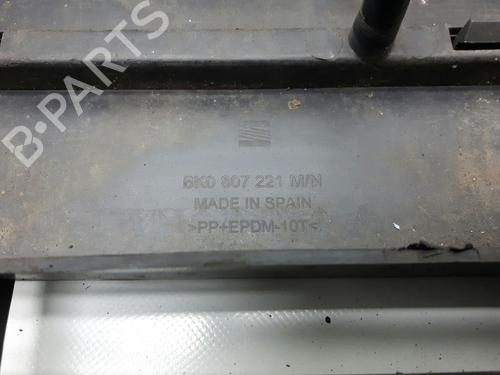 B-PARTS
5K0 807 221 M/N
MADE IN SPAIN
>PP+EPDM-10T<